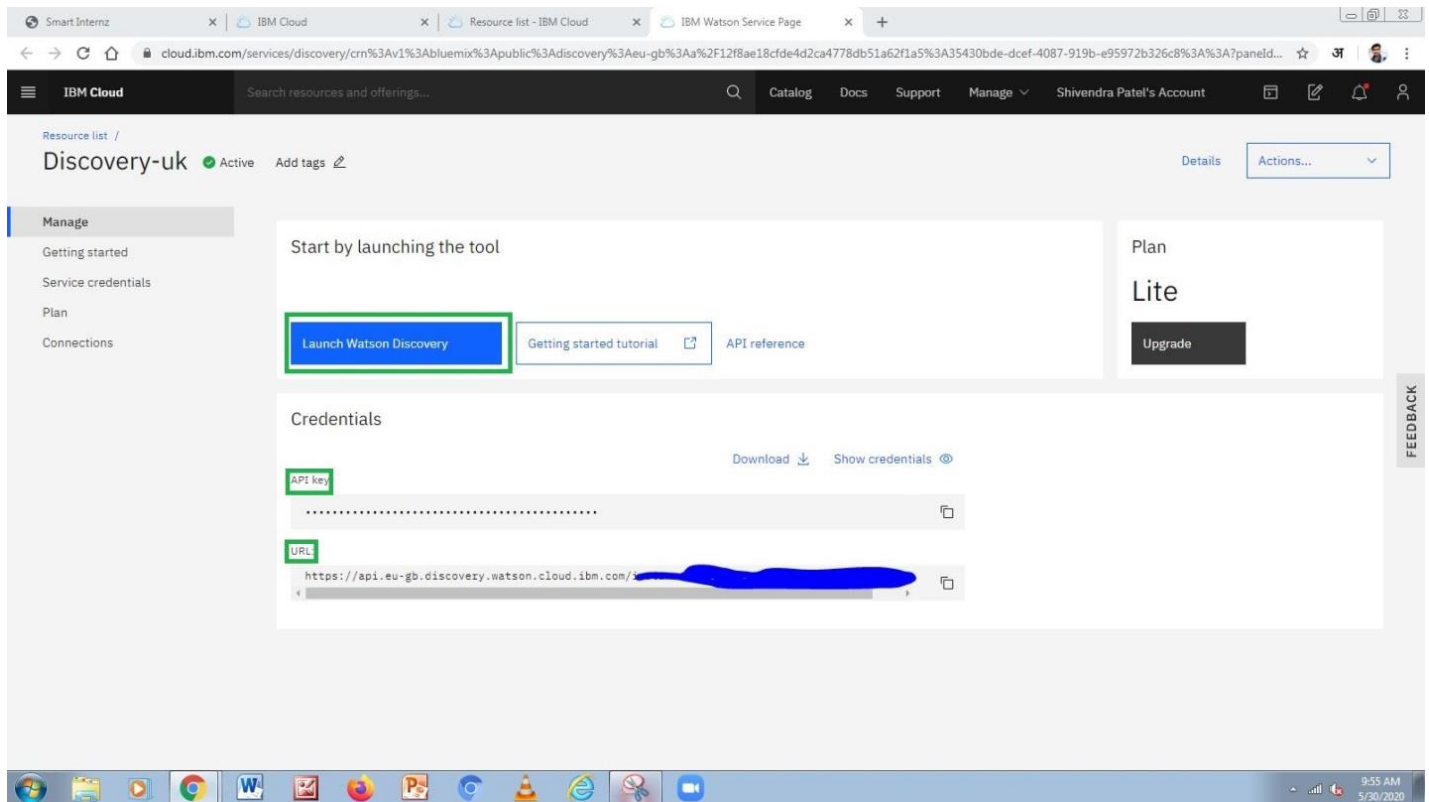 Smart Internz
IBM Cloud
Resource list - IBM Cloud
IBM Watson Service Page
cloud.ibm.com/services/discovery/crn%3Av1%3Abluemix%3Apublic%3Adiscovery%3Aeu-gb%3Aa%2F12f8ae18cfde4d2ca4778db51a62f1a5%3A35430bde-dcef-4087-919b-e95972b326c8%3A%3A?paneId...
अ
IBM Cloud
Search resources and offerings...
Catalog
Docs
Support
Manage
Shivendra Patel's Account
Resource list /
Discovery-uk
Active
Add tags
Details
Actions...
Manage
Getting started
Service credentials
Plan
Connections
Start by launching the tool
Launch Watson Discovery
Getting started tutorial
API reference
Plan
Lite
Upgrade
FEEDBACK
Credentials
Download
Show credentials
API key
URL:
https://api.eu-gb.discovery.watson.cloud.ibm.com/
9:55 AM
5/30/2020